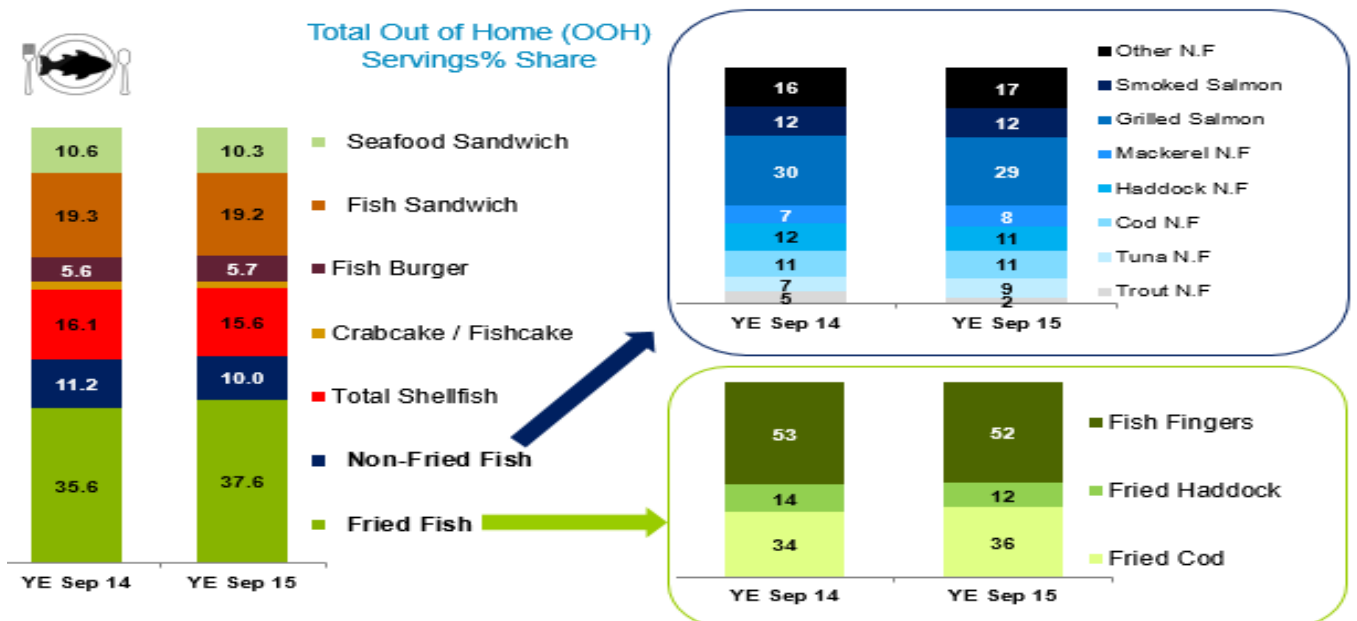 Total Out of Home (OOH)
Servings% Share
10.6
10.3
Seafood Sandwich
19.3
19.2
Fish Sandwich
5.6
5.7
Fish Burger
Crabcake / Fishcake
16.1
15.6
Total Shellfish
11.2
10.0
Non-Fried Fish
35.6
37.6
Fried Fish
YE Sep 14
YE Sep 15
16
17
12
12
30
29
7
8
12
11
11
11
7
9
5
2
YE Sep 14
YE Sep 15
Other N.F
Smoked Salmon
Grilled Salmon
Mackerel N.F
Haddock N.F
Cod N.F
Tuna N.F
Trout N.F
53
52
14
12
34
36
YE Sep 14
YE Sep 15
Fish Fingers
Fried Haddock
Fried Cod